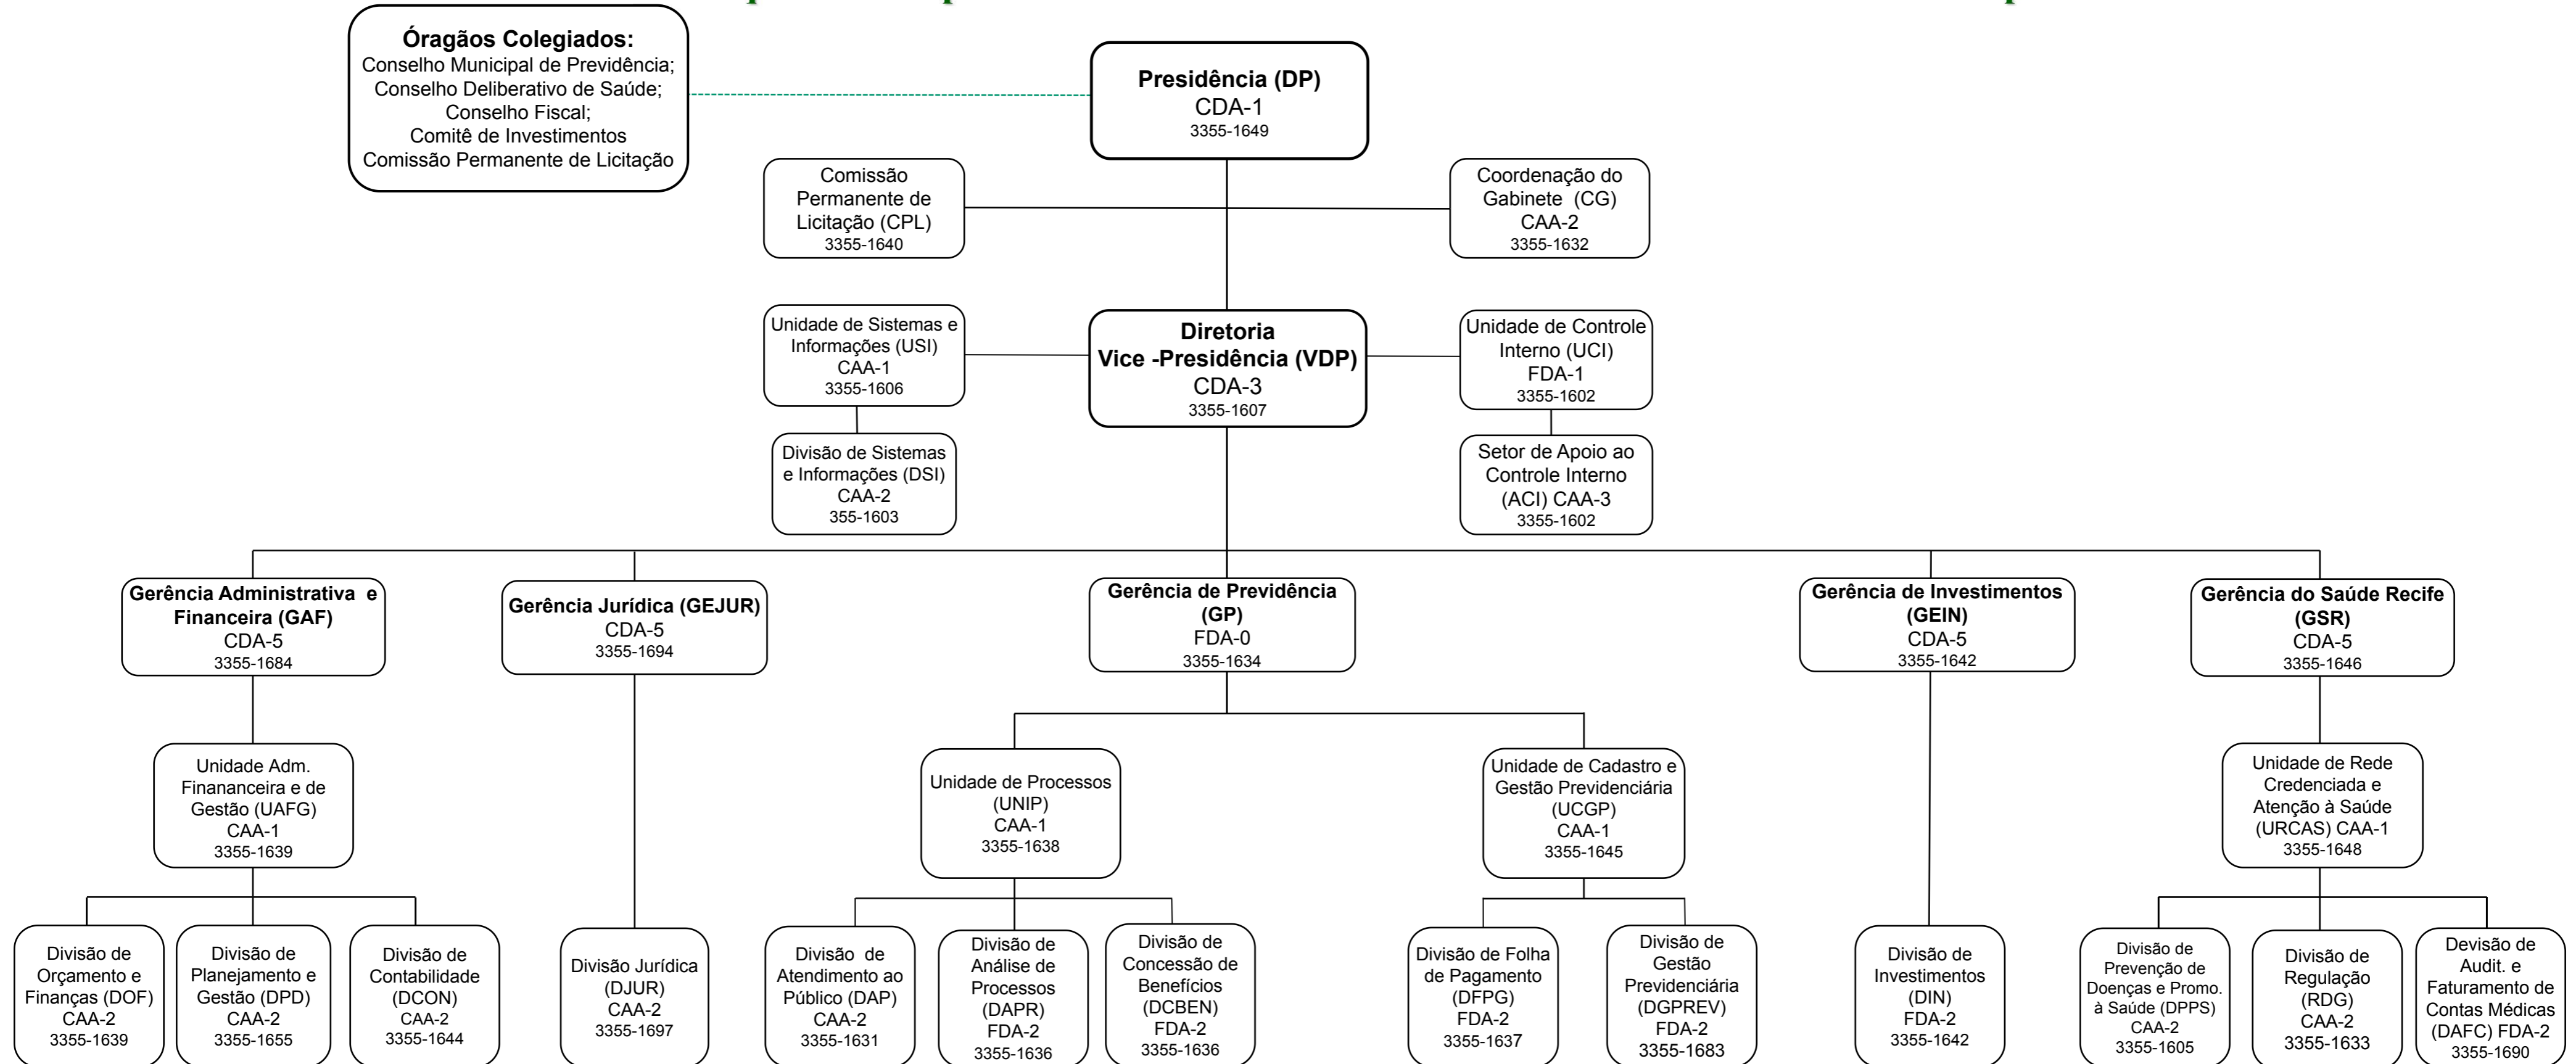 Óragãos Colegiados:
Conselho Municipal de Previdência;
Conselho Deliberativo de Saúde;
Conselho Fiscal;
Comitê de Investimentos
Comissão Permanente de Licitação
Presidência (DP)
CDA-1
3355-1649
Comissão
Permanente de
Licitação (CPL)
3355-1640
Coordenação do
Gabinete (CG)
CAA-2
3355-1632
Unidade de Sistemas e
Informações (USI)
CAA-1
3355-1606
Diretoria
Vice -Presidência (VDP)
CDA-3
3355-1607
Unidade de Controle
Interno (UCI)
FDA-1
3355-1602
Divisão de Sistemas
e Informações (DSI)
CAA-2
355-1603
Setor de Apoio ao
Controle Interno
(ACI) CAA-3
3355-1602
Gerência Administrativa e
Financeira (GAF)
CDA-5
3355-1684
Gerência Jurídica (GEJUR)
CDA-5
3355-1694
Gerência de Previdência
(GP)
FDA-0
3355-1634
Gerência de Investimentos
(GEIN)
CDA-5
3355-1642
Gerência do Saúde Recife
(GSR)
CDA-5
3355-1646
Unidade Adm.
Finananceira e de
Gestão (UAFG)
CAA-1
3355-1639
Unidade de Processos
(UNIP)
CAA-1
3355-1638
Unidade de Cadastro e
Gestão Previdenciária
(UCGP)
CAA-1
3355-1645
Unidade de Rede
Credenciada e
Atenção à Saúde
(URCAS) CAA-1
3355-1648
Divisão de
Orçamento e
Finanças (DOF)
CAA-2
3355-1639
Divisão de
Planejamento e
Gestão (DPD)
CAA-2
3355-1655
Divisão de
Contabilidade
(DCON)
CAA-2
3355-1644
Divisão Jurídica
(DJUR)
CAA-2
3355-1697
Divisão de
Atendimento ao
Público (DAP)
CAA-2
3355-1631
Divisão de
Análise de
Processos
(DAPR)
FDA-2
3355-1636
Divisão de
Concessão de
Benefícios
(DCBEN)
FDA-2
3355-1636
Divisão de Folha
de Pagamento
(DFPG)
FDA-2
3355-1637
Divisão de
Gestão
Previdenciária
(DGPREV)
FDA-2
3355-1683
Divisão de
Investimentos
(DIN)
FDA-2
3355-1642
Divisão de
Prevenção de
Doenças e Promo.
à Saúde (DPPS)
CAA-2
3355-1605
Divisão de
Regulação
(RDG)
CAA-2
3355-1633
Devisão de
Audit. e
Faturamento de
Contas Médicas
(DAFC) FDA-2
3355-1690